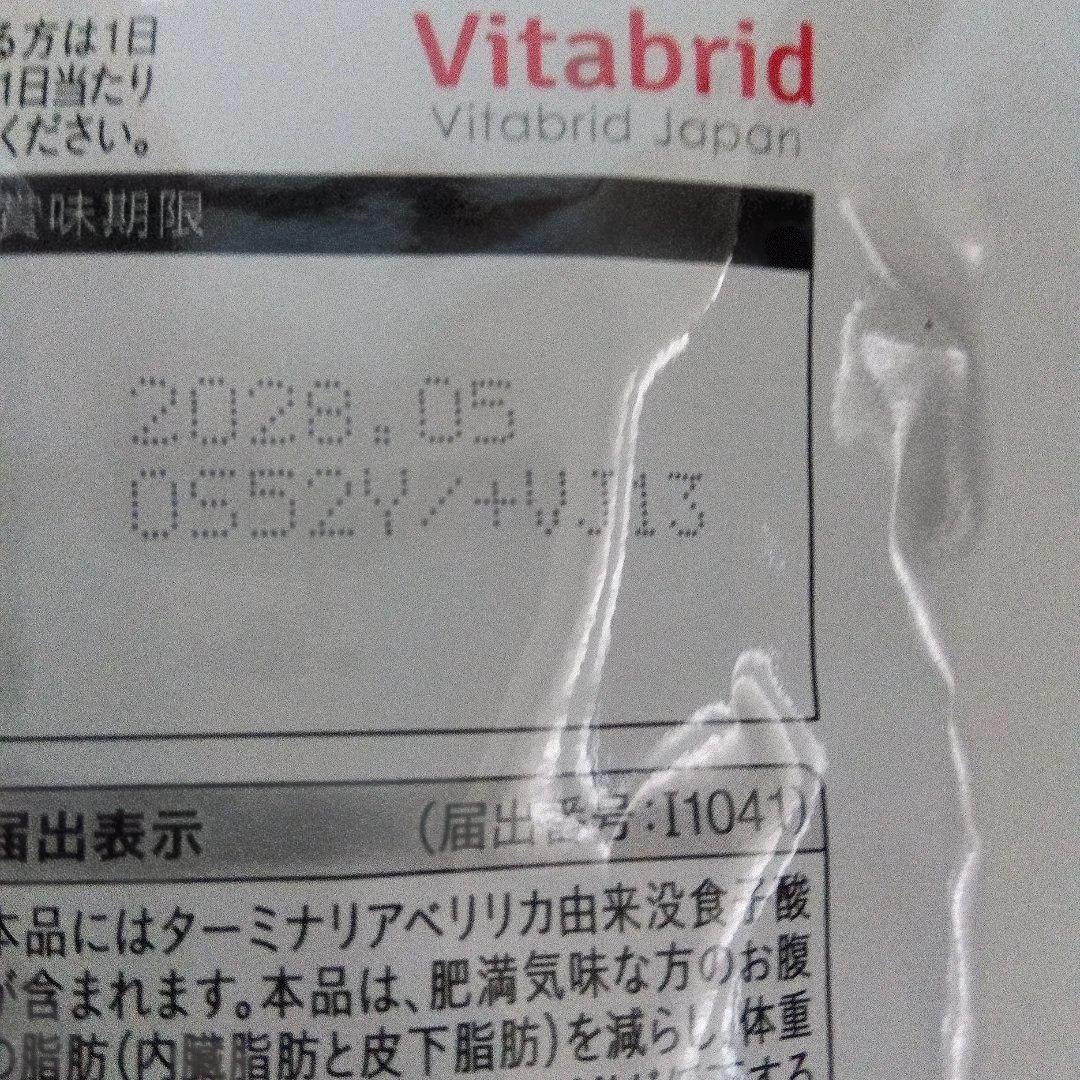 る方は1日
1日当たり
ください。
Vitabrid
Vitabrid Japan
賞味期限
2028.05
0S52Y/+VJ13
届出表示
(届出番号:I1041)
本品にはターミナリアベリリカ由来没食子酸
が含まれます。本品は、肥満気味な方のお腹
の脂肪(内臓脂肪と皮下脂肪)を減らし、体重